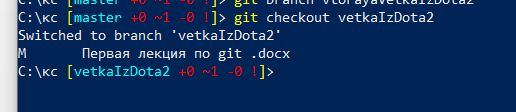 C:\кс [master +0 ~1 -0 !]> git branch vtorayaVetkaIzDota2
C:\кс [master +0 ~1 -0 !]> git checkout vetkaIzDota2
Switched to branch 'vetkaIzDota2'
M Первая лекция по git .docx
C:\кс [vetkaIzDota2 +0 ~1 -0 !]>